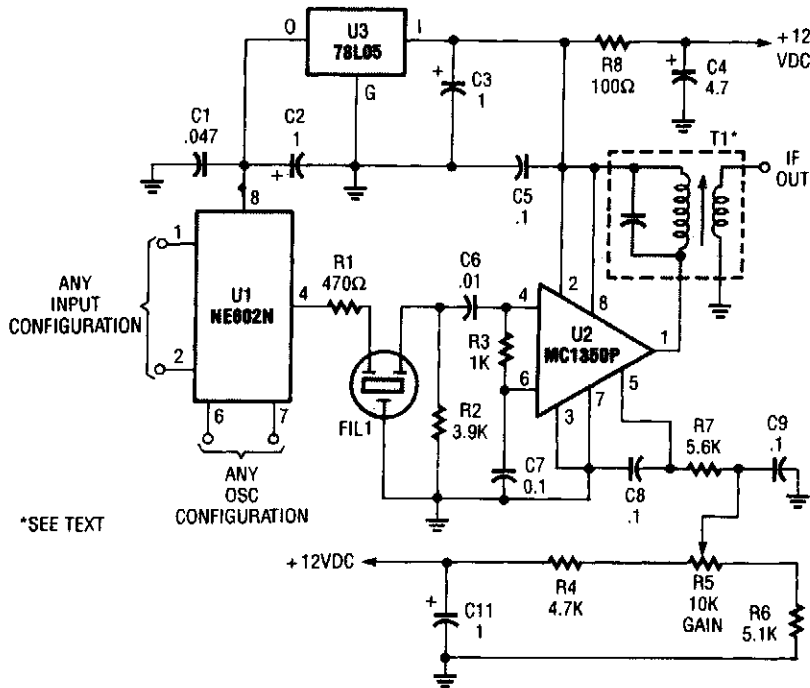 O
U3
78L05
I
+12
VDC
R8
100Ω
+
C3
1
+
C4
4.7
G
C1
.047
C2
1
+
T1*
IF
OUT
C5
.1
8
1
ANY
INPUT
CONFIGURATION
2
U1
NE602N
4
R1
470Ω
C6
.01
4
2
8
R3
1K
U2
MC1350P
1
6
3
7
5
FIL1
R2
3.9K
R7
5.6K
C9
.1
6
7
C7
0.1
C8
.1
ANY
OSC
CONFIGURATION
*SEE TEXT
+12VDC
R4
4.7K
R5
10K
GAIN
R6
5.1K
+
C11
1